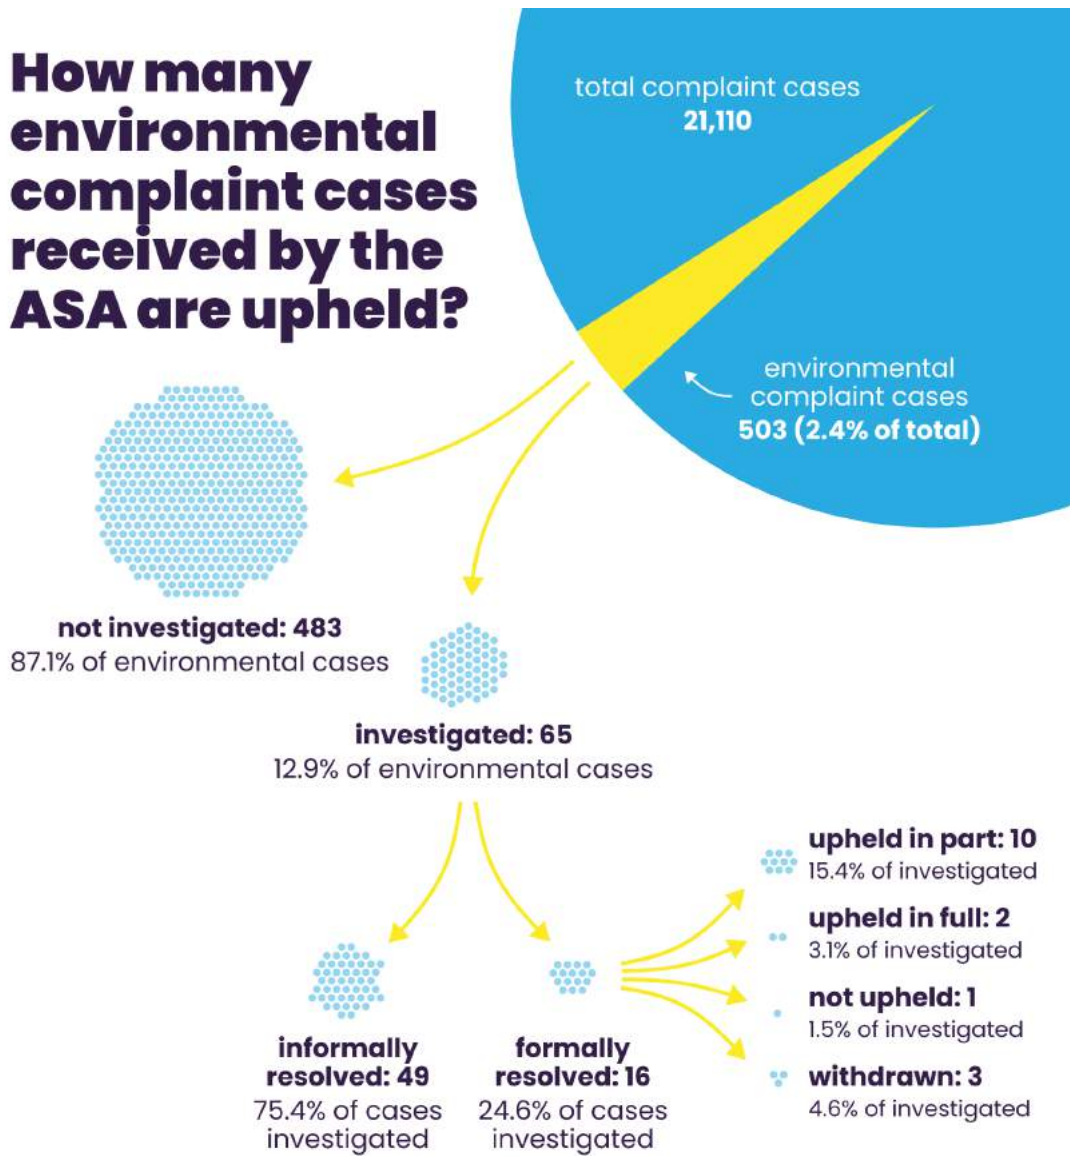 How many
environmental
complaint cases
received by the
ASA are upheld?
total complaint cases
21,110
environmental
complaint cases
503 (2.4% of total)
not investigated: 483
87.1% of environmental cases
investigated: 65
12.9% of environmental cases
informally
resolved: 49
75.4% of cases
investigated
formally
resolved: 16
24.6% of cases
investigated
upheld in part: 10
15.4% of investigated
upheld in full: 2
3.1% of investigated
not upheld: 1
1.5% of investigated
withdrawn: 3
4.6% of investigated